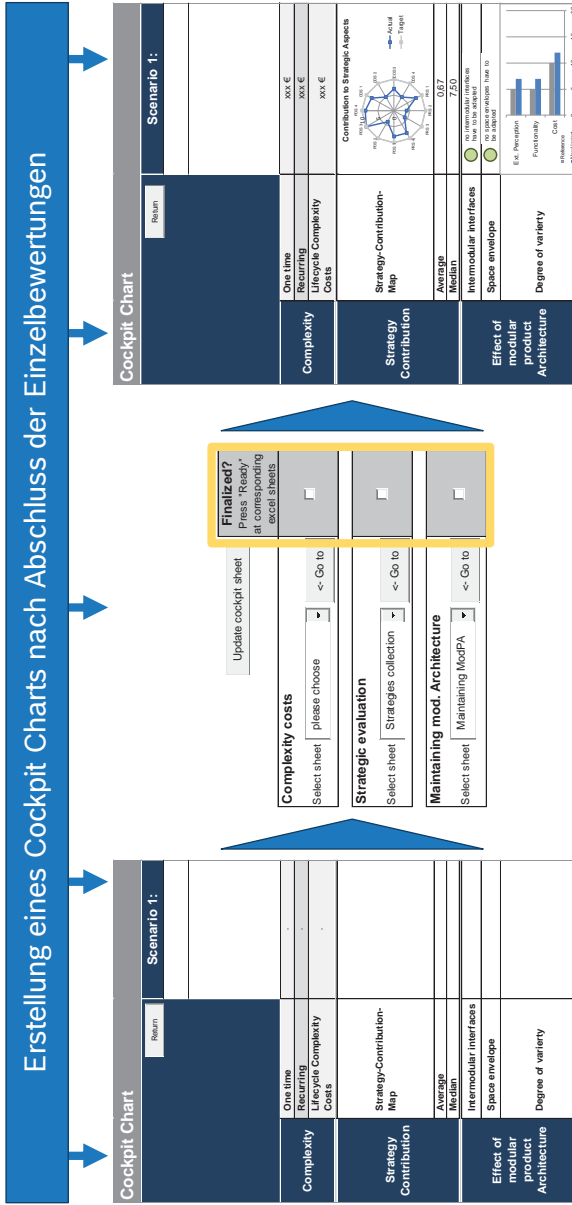 Erstellung eines Cockpit Charts nach Abschluss der Einzelbewertungen
Cockpit Chart
Return
Scenario 1:
Complexity
One time
-
Recurring
Lifecycle Complexity
Costs
-
Strategy
Contribution
Strategy-Contribution-
Map
Average
Median
Effect of
modular
product
Architecture
Intermodular interfaces
Space envelope
Degree of varierty
Update cockpit sheet
Finalized?
Press "Ready"
at corresponding
excel sheets
Complexity costs
Select sheet please choose <- Go to
Strategic evaluation
Select sheet Strategies collection <- Go to
Maintaining mod. Architecture
Select sheet Maintaining ModPA <- Go to
Cockpit Chart
Return
Scenario 1:
Complexity
One time
xxx €
Recurring
xxx €
Lifecycle Complexity
Costs
xxx €
Strategy
Contribution
Strategy-Contribution-
Map
Contribution to Strategic Aspects
Actual
Target
Average
0,67
Median
7,50
Effect of
modular
product
Architecture
Intermodular interfaces
no intermodular interfaces
have to be adapted
Space envelope
no space envelopes have to
be adapted
Degree of varierty
Ext. Perception
Functionality
Cost
Reference